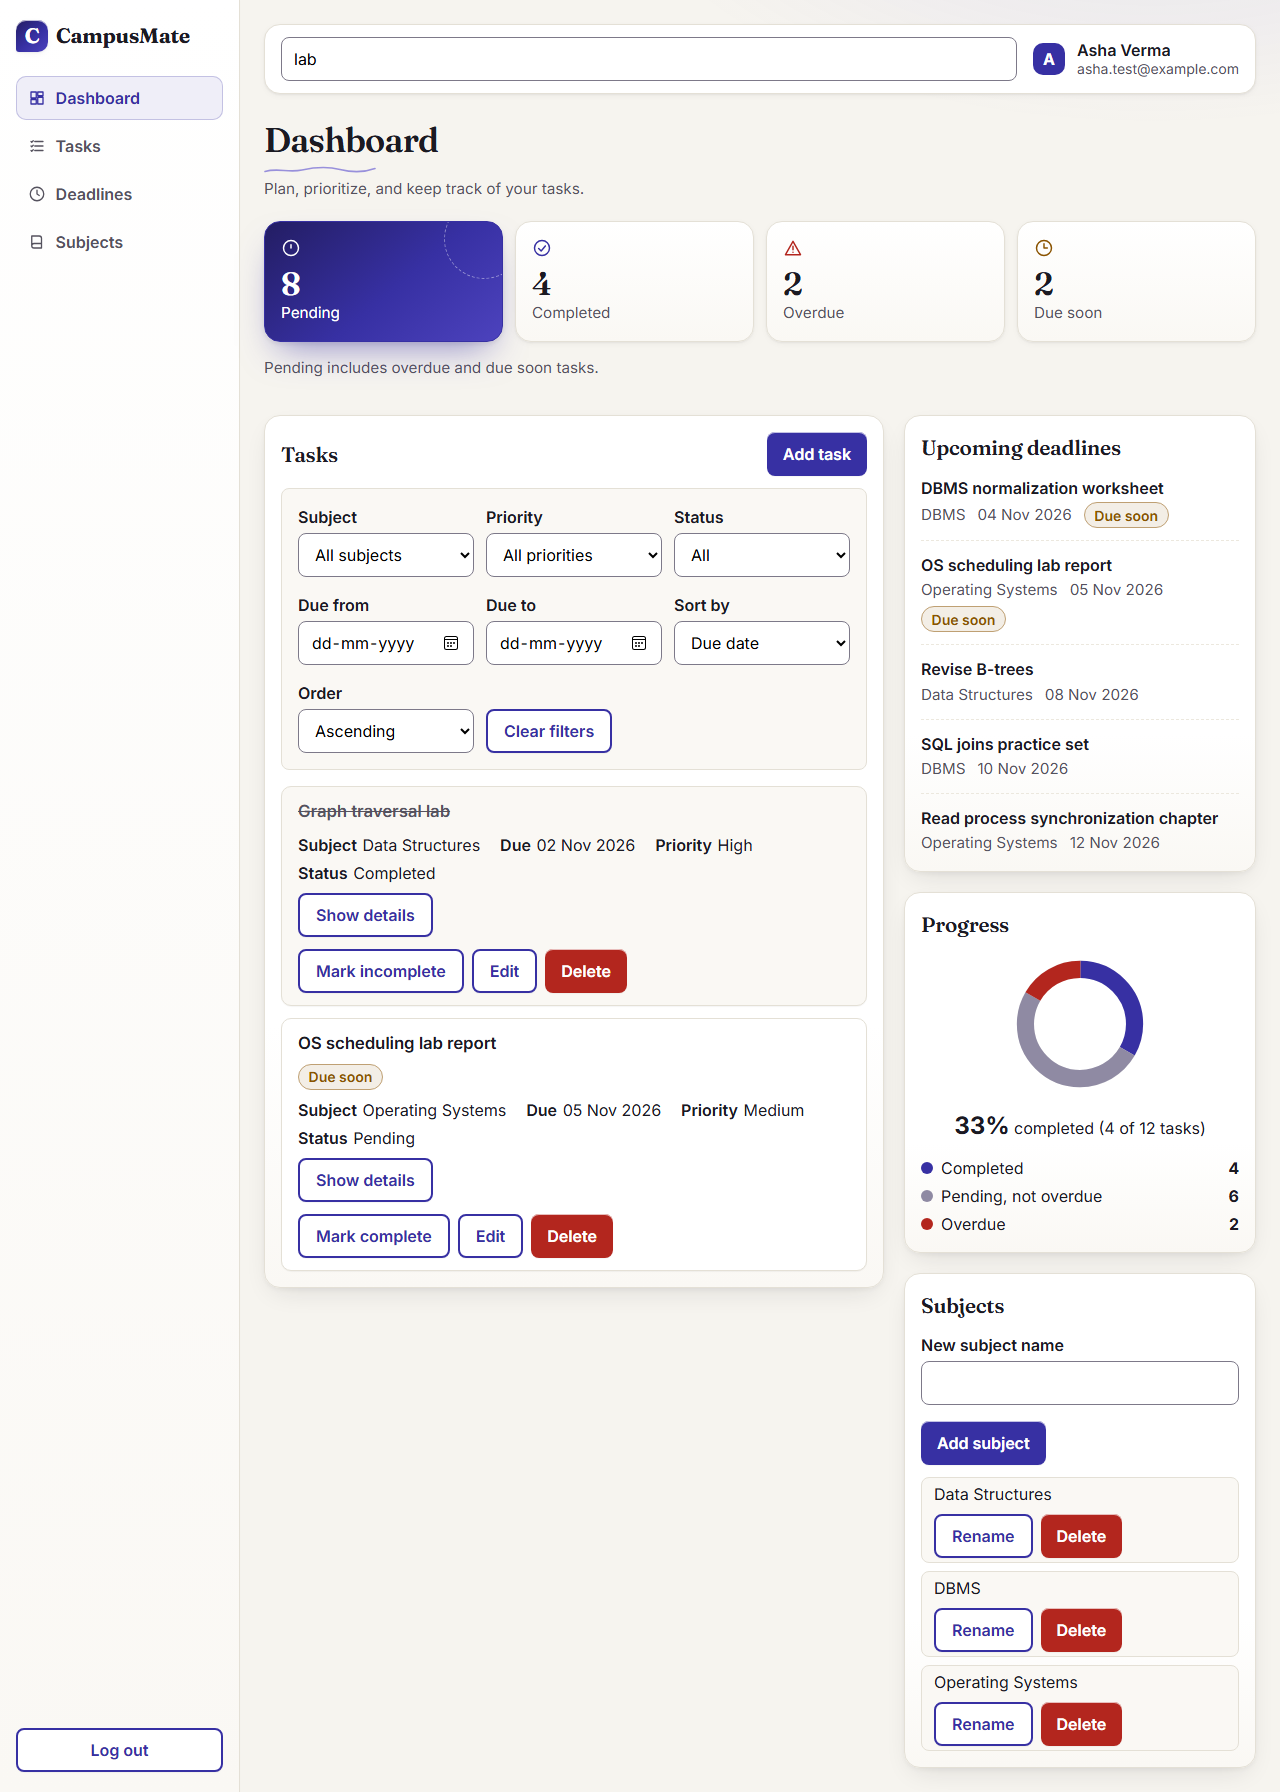 C CampusMate
Dashboard
Tasks
Deadlines
Subjects
Log out
lab
A
Asha Verma
asha.test@example.com
Dashboard
Plan, prioritize, and keep track of your tasks.
8
Pending
4
Completed
2
Overdue
2
Due soon
Pending includes overdue and due soon tasks.
Tasks
Add task
Subject Priority Status
All subjects All priorities All
Due from Due to Sort by
dd-mm-yyyy dd-mm-yyyy Due date
Order
Ascending Clear filters
Graph traversal lab
Subject Data Structures Due 02 Nov 2026 Priority High
Status Completed
Show details
Mark incomplete Edit Delete
OS scheduling lab report
Due soon
Subject Operating Systems Due 05 Nov 2026 Priority Medium
Status Pending
Show details
Mark complete Edit Delete
Upcoming deadlines
DBMS normalization worksheet
DBMS 04 Nov 2026 Due soon
OS scheduling lab report
Operating Systems 05 Nov 2026
Due soon
Revise B-trees
Data Structures 08 Nov 2026
SQL joins practice set
DBMS 10 Nov 2026
Read process synchronization chapter
Operating Systems 12 Nov 2026
Progress
33% completed (4 of 12 tasks)
Completed 4
Pending, not overdue 6
Overdue 2
Subjects
New subject name
Add subject
Data Structures
Rename Delete
DBMS
Rename Delete
Operating Systems
Rename Delete